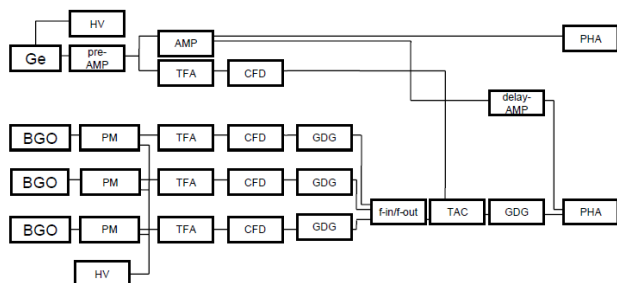 HV
Ge
pre-
AMP
AMP
PHA
TFA
CFD
delay-
AMP
BGO
PM
TFA
CFD
GDG
BGO
PM
TFA
CFD
GDG
BGO
PM
TFA
CFD
GDG
f-in/f-out
TAC
GDG
PHA
HV